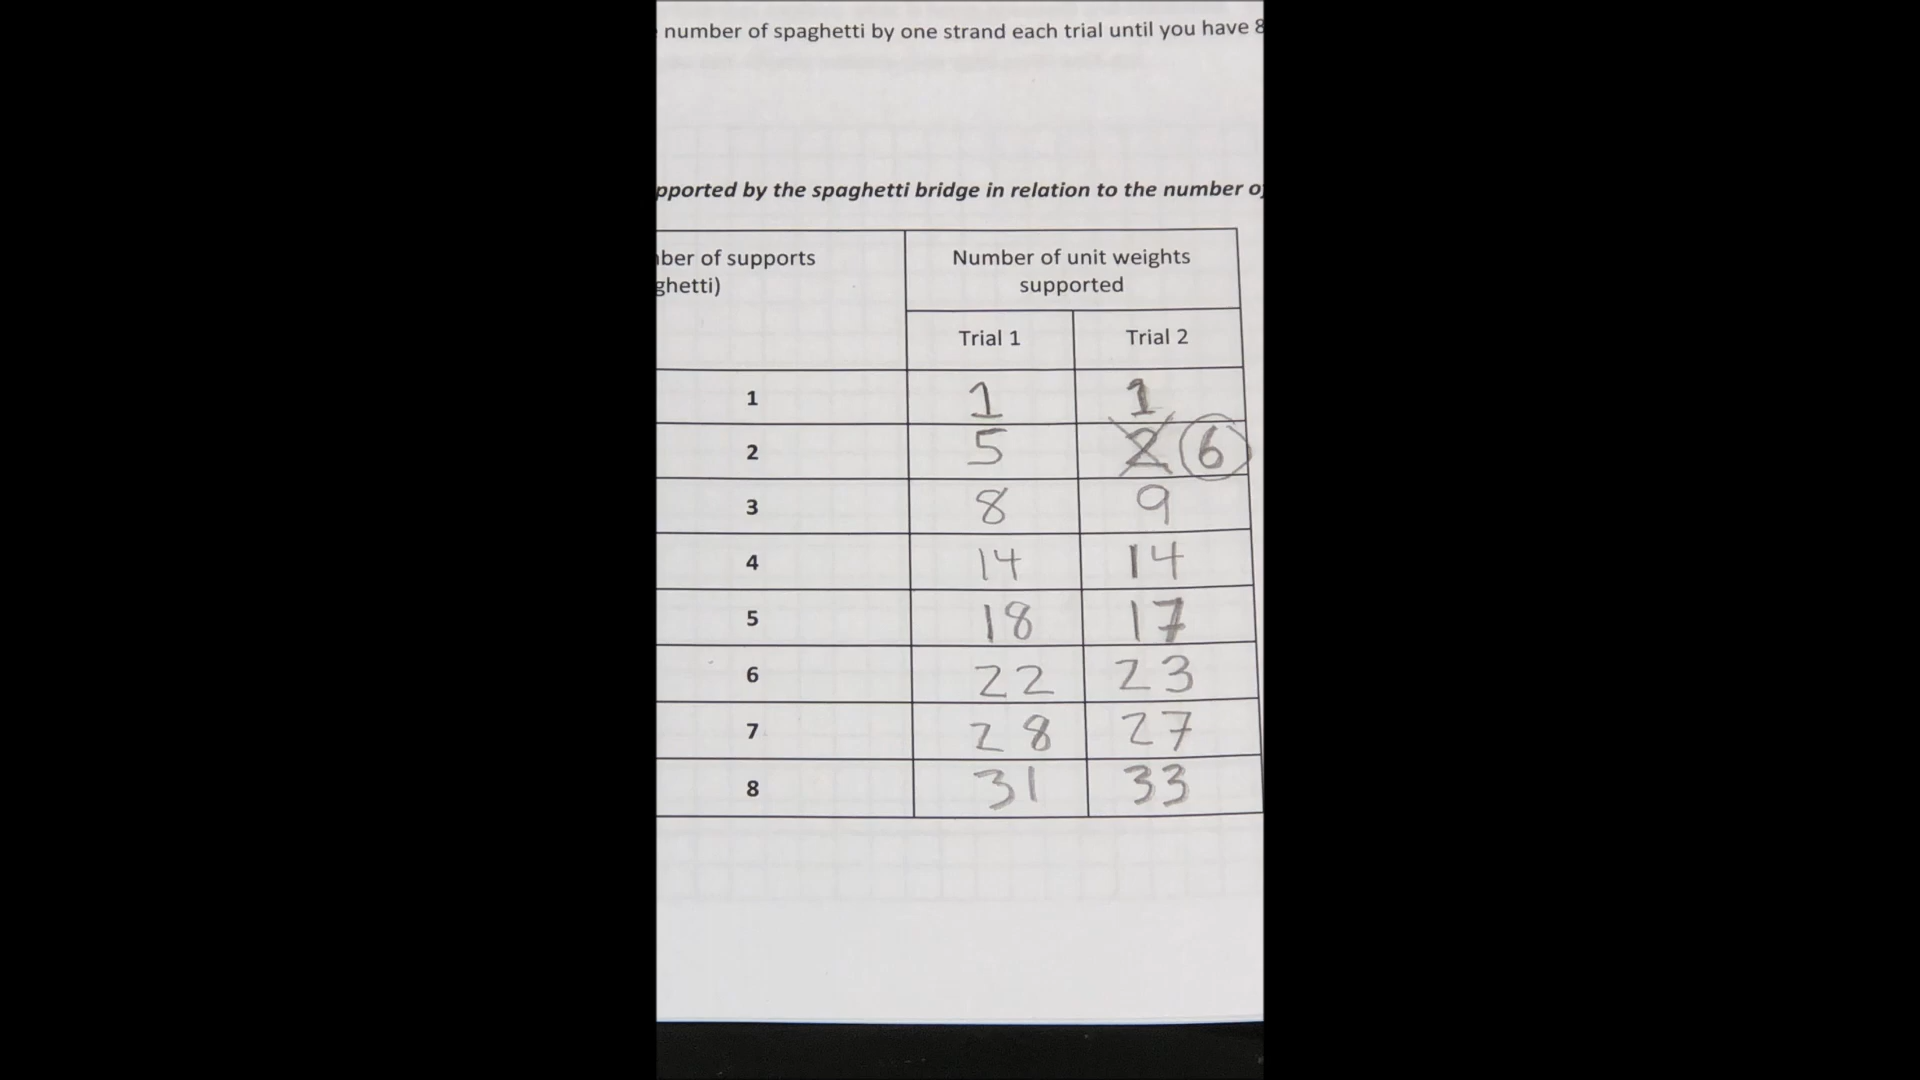 number of spaghetti by one strand each trial until you have 8
pported by the spaghetti bridge in relation to the number of
ber of supports
ghetti)
Number of unit weights
supported
Trial 1 Trial 2
1 1 1
2 5 2 6
3 8 9
4 14 14
5 18 17
6 22 23
7 28 27
8 31 33